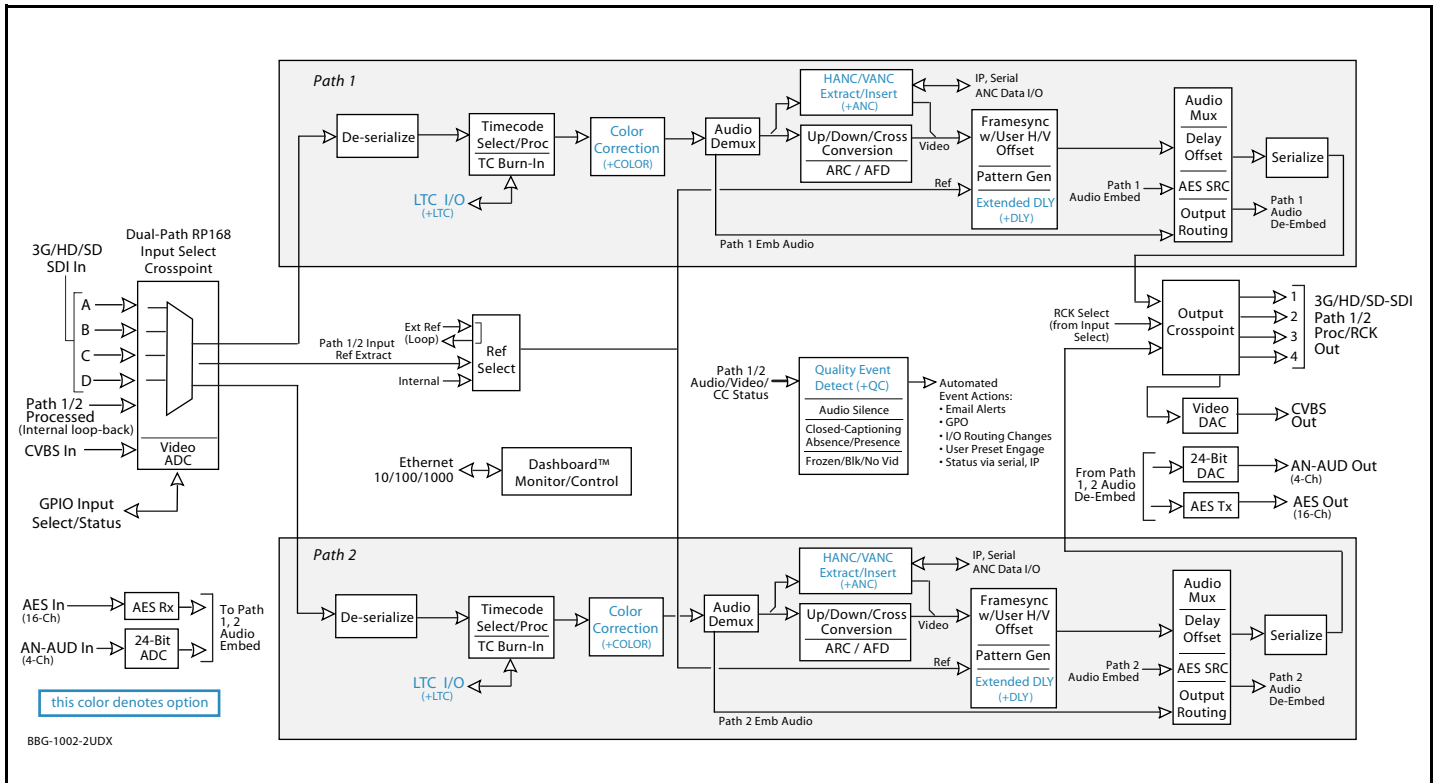 Path 1
De-serialize
Timecode
Select/Proc
TC Burn-In
LTC I/O
(+LTC)
Color
Correction
(+COLOR)
Audio
Demux
HANC/VANC
Extract/Insert
(+ANC)
IP, Serial
ANC Data I/O
Up/Down/Cross
Conversion
ARC / AFD
Video
Ref
Framesync
w/User H/V
Offset
Pattern Gen
Extended DLY
(+DLY)
Path 1 Emb Audio
Path 1
Audio Embed
Audio
Mux
Delay
Offset
AES SRC
Output
Routing
Serialize
Path 1
Audio
De-Embed
Dual-Path RP168
Input Select
Crosspoint
3G/HD/SD
SDI In
A
B
C
D
Path 1/2
Processed
(Internal loop-back)
CVBS In
Video
ADC
GPIO Input
Select/Status
Path 1/2 Input
Ref Extract
Ext Ref
(Loop)
Internal
Ref
Select
Ethernet
10/100/1000
Dashboard™
Monitor/Control
Path 1/2
Audio/Video/
CC Status
Quality Event
Detect (+QC)
Audio Silence
Closed-Captioning
Absence/Presence
Frozen/Blk/No Vid
Automated
Event Actions:
• Email Alerts
• GPO
• I/O Routing Changes
• User Preset Engage
• Status via serial, IP
RCK Select
(from Input
Select)
Output
Crosspoint
1
2
3
4
3G/HD/SD-SDI
Path 1/2
Proc/RCK
Out
Video
DAC
CVBS
Out
From Path
1, 2 Audio
De-Embed
24-Bit
DAC
AN-AUD Out
(4-Ch)
AES Tx
AES Out
(16-Ch)
Path 2
De-serialize
Timecode
Select/Proc
TC Burn-In
LTC I/O
(+LTC)
Color
Correction
(+COLOR)
Audio
Demux
HANC/VANC
Extract/Insert
(+ANC)
IP, Serial
ANC Data I/O
Up/Down/Cross
Conversion
ARC / AFD
Video
Ref
Framesync
w/User H/V
Offset
Pattern Gen
Extended DLY
(+DLY)
Path 2 Emb Audio
Path 2
Audio Embed
Audio
Mux
Delay
Offset
AES SRC
Output
Routing
Serialize
Path 2
Audio
De-Embed
AES In
(16-Ch)
AES Rx
AN-AUD In
(4-Ch)
24-Bit
ADC
To Path
1, 2
Audio
Embed
this color denotes option
BBG-1002-2UDX